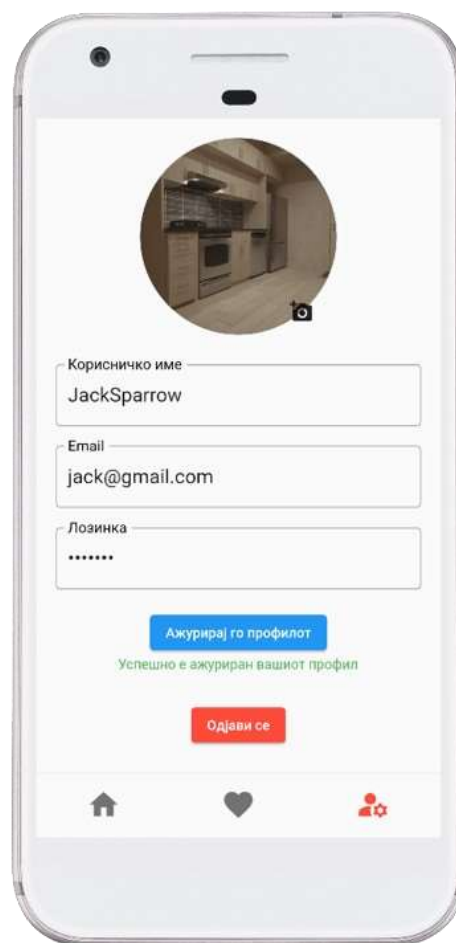 Корисничко име
JackSparrow
Email
jack@gmail.com
Лозинка
•••••••
Ажурирај го профилот
Успешно е ажуриран вашиот профил
Одјави се